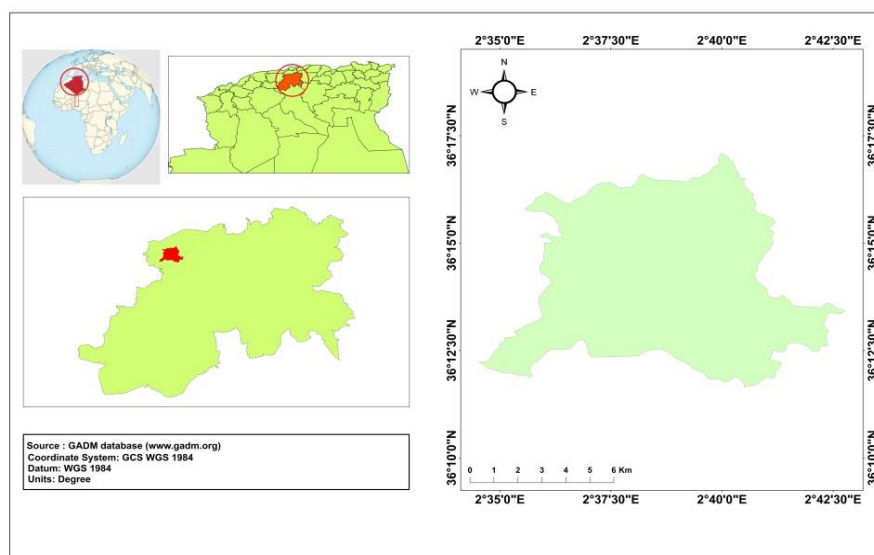 2°35'0"E 2°37'30"E 2°40'0"E 2°42'30"E
N
W E
S
36°17'30"N 36°17'30"N
36°15'0"N 36°15'0"N
36°12'30"N 36°12'30"N
36°10'0"N 36°10'0"N
Source : GADM database (www.gadm.org)
Coordinate System: GCS WGS 1984
Datum: WGS 1984
Units: Degree
0 1 2 3 4 5 6 Km
2°35'0"E 2°37'30"E 2°40'0"E 2°42'30"E